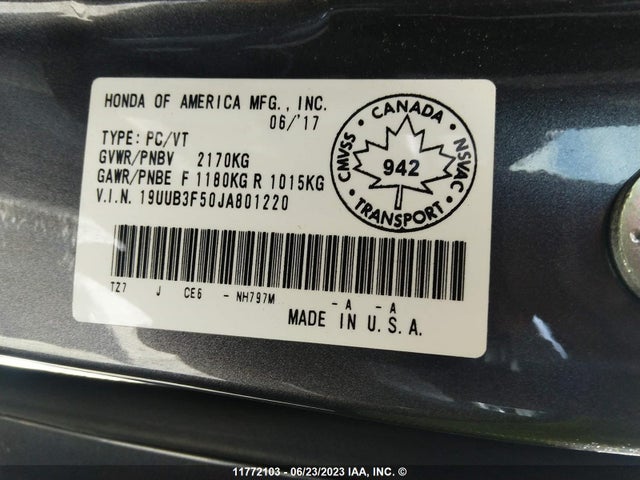 HONDA OF AMERICA MFG., INC.
06/'17
TYPE: PC/VT
GVWR/PNBV 2170KG
GAWR/PNBE F 1180KG R 1015KG
V.I.N. 19UUB3F50JA801220
CANADA
CMVSS
942
NSVAC
TRANSPORT
TZ7 J CE6 - NH797M -A -A
MADE IN U.S.A.
11772103 - 06/23/2023 IAA, INC. ©